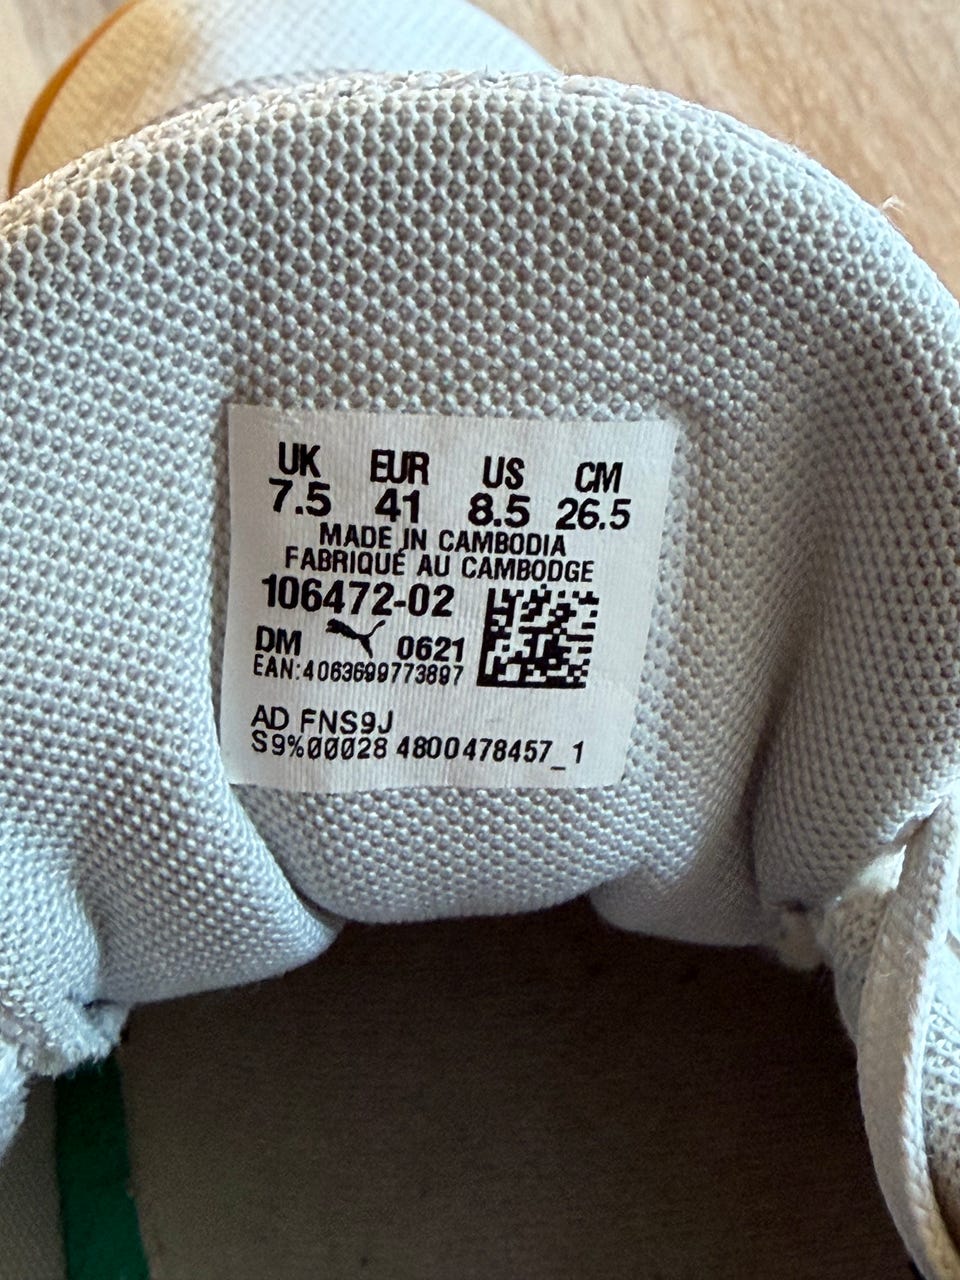 UK EUR US CM
7.5 41 8.5 26.5
MADE IN CAMBODIA
FABRIQUÉ AU CAMBODGE
106472-02
DM 0621
EAN:4063699773897
AD FNS9J
S9%00028 4800478457_1